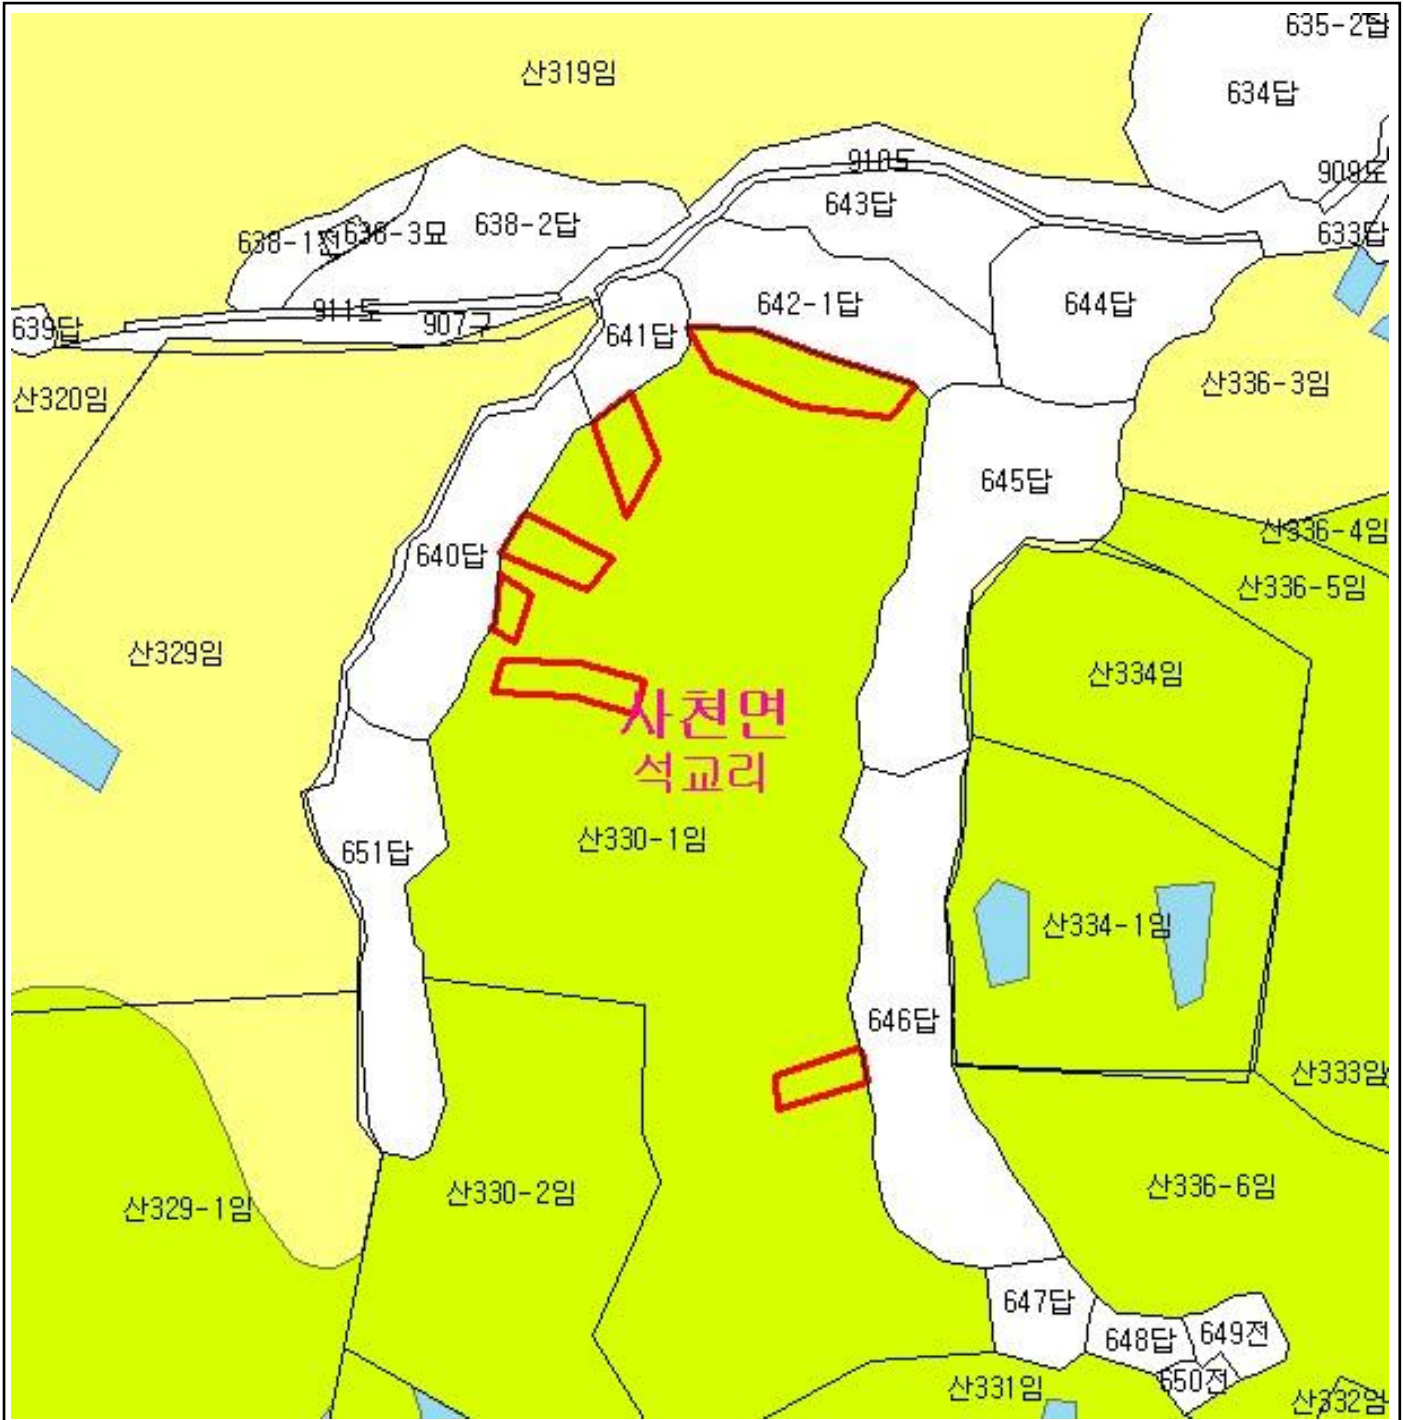 635-2답
산319임
634답
910도
909도
643답
638-2답
638-3묘
638-1전
633답
642-1답
644답
911도
907구
639답
641답
산336-3임
산320임
645답
산336-4임
640답
산336-5임
산329임
산334임
사천면
석교리
산330-1임
651답
산334-1임
646답
산333임
산336-6임
산330-2임
산329-1임
647답
649전
648답
650전
산331임
산332임